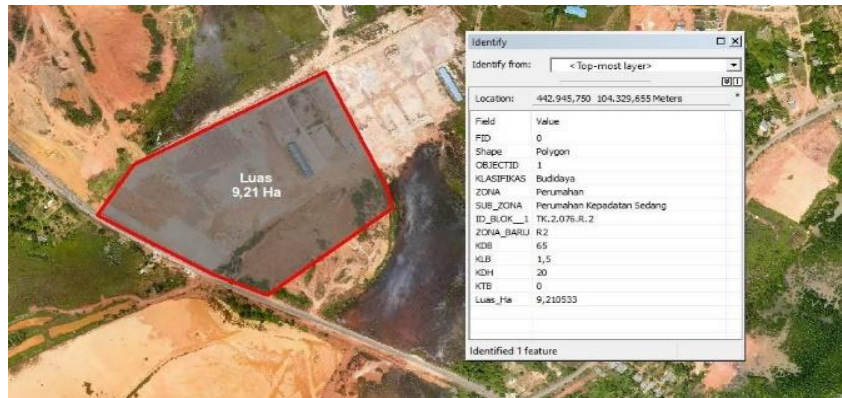 Luas
9,21 Ha
Identify
Identify from: <Top-most layer>
Location: 442.945,750 104.329,655 Meters
Field Value
FID 0
Shape Polygon
OBJECTID 1
KLASIFIKAS Budidaya
ZONA Perumahan
SUB_ZONA Perumahan Kepadatan Sedang
ID_BLOK__1 TK.2.076.R.2
ZONA_BARU R2
KDB 65
KLB 1,5
KDH 20
KTB 0
Luas_Ha 9,210533
Identified 1 feature